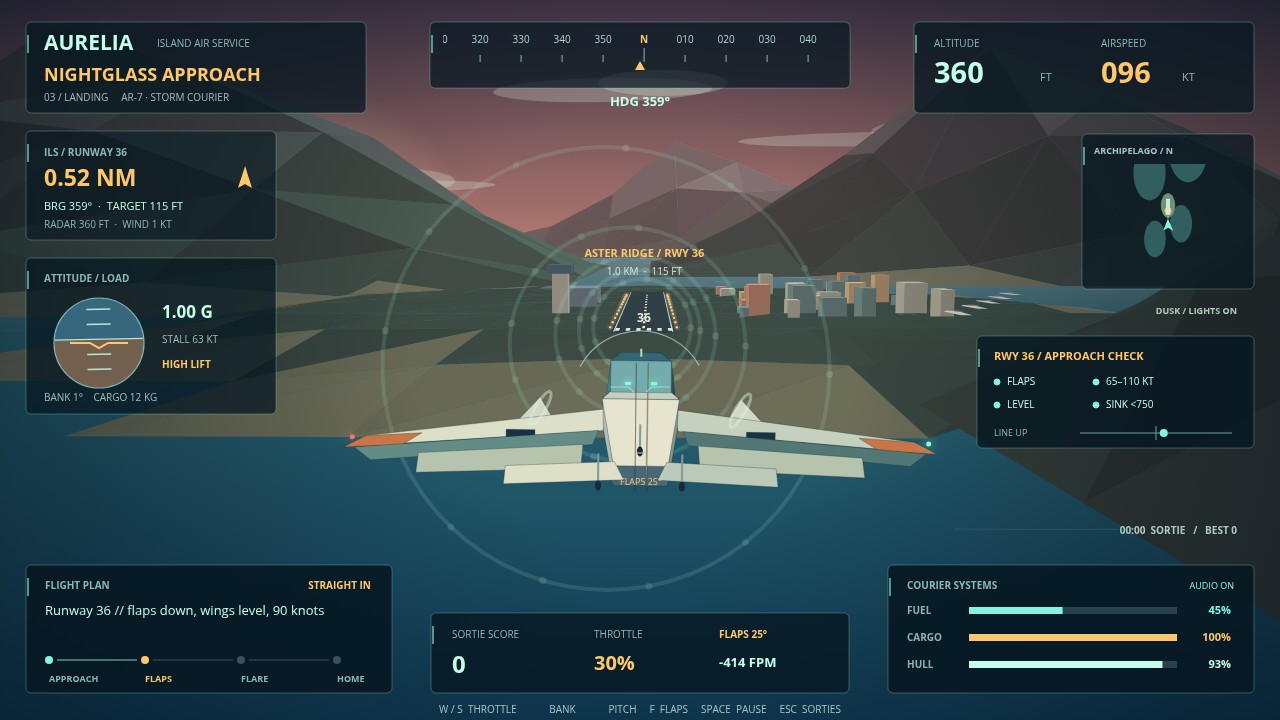 AURELIA ISLAND AIR SERVICE
NIGHTGLASS APPROACH
03 / LANDING AR-7 · STORM COURIER
0 320 330 340 350 N 010 020 030 040
HDG 359°
ALTITUDE AIRSPEED
360 FT 096 KT
ILS / RUNWAY 36
0.52 NM
BRG 359° · TARGET 115 FT
RADAR 360 FT · WIND 1 KT
ARCHIPELAGO / N
ATTITUDE / LOAD
1.00 G
STALL 63 KT
HIGH LIFT
BANK 1° CARGO 12 KG
ASTER RIDGE / RWY 36
1.0 KM · 115 FT
36
FLAPS 25°
DUSK / LIGHTS ON
RWY 36 / APPROACH CHECK
FLAPS 65–110 KT
LEVEL SINK <750
LINE UP
00:00 SORTIE / BEST 0
FLIGHT PLAN STRAIGHT IN
Runway 36 // flaps down, wings level, 90 knots
APPROACH FLAPS FLARE HOME
SORTIE SCORE THROTTLE FLAPS 25°
0 30% -414 FPM
COURIER SYSTEMS AUDIO ON
FUEL 45%
CARGO 100%
HULL 93%
W / S THROTTLE BANK PITCH F FLAPS SPACE PAUSE ESC SORTIES